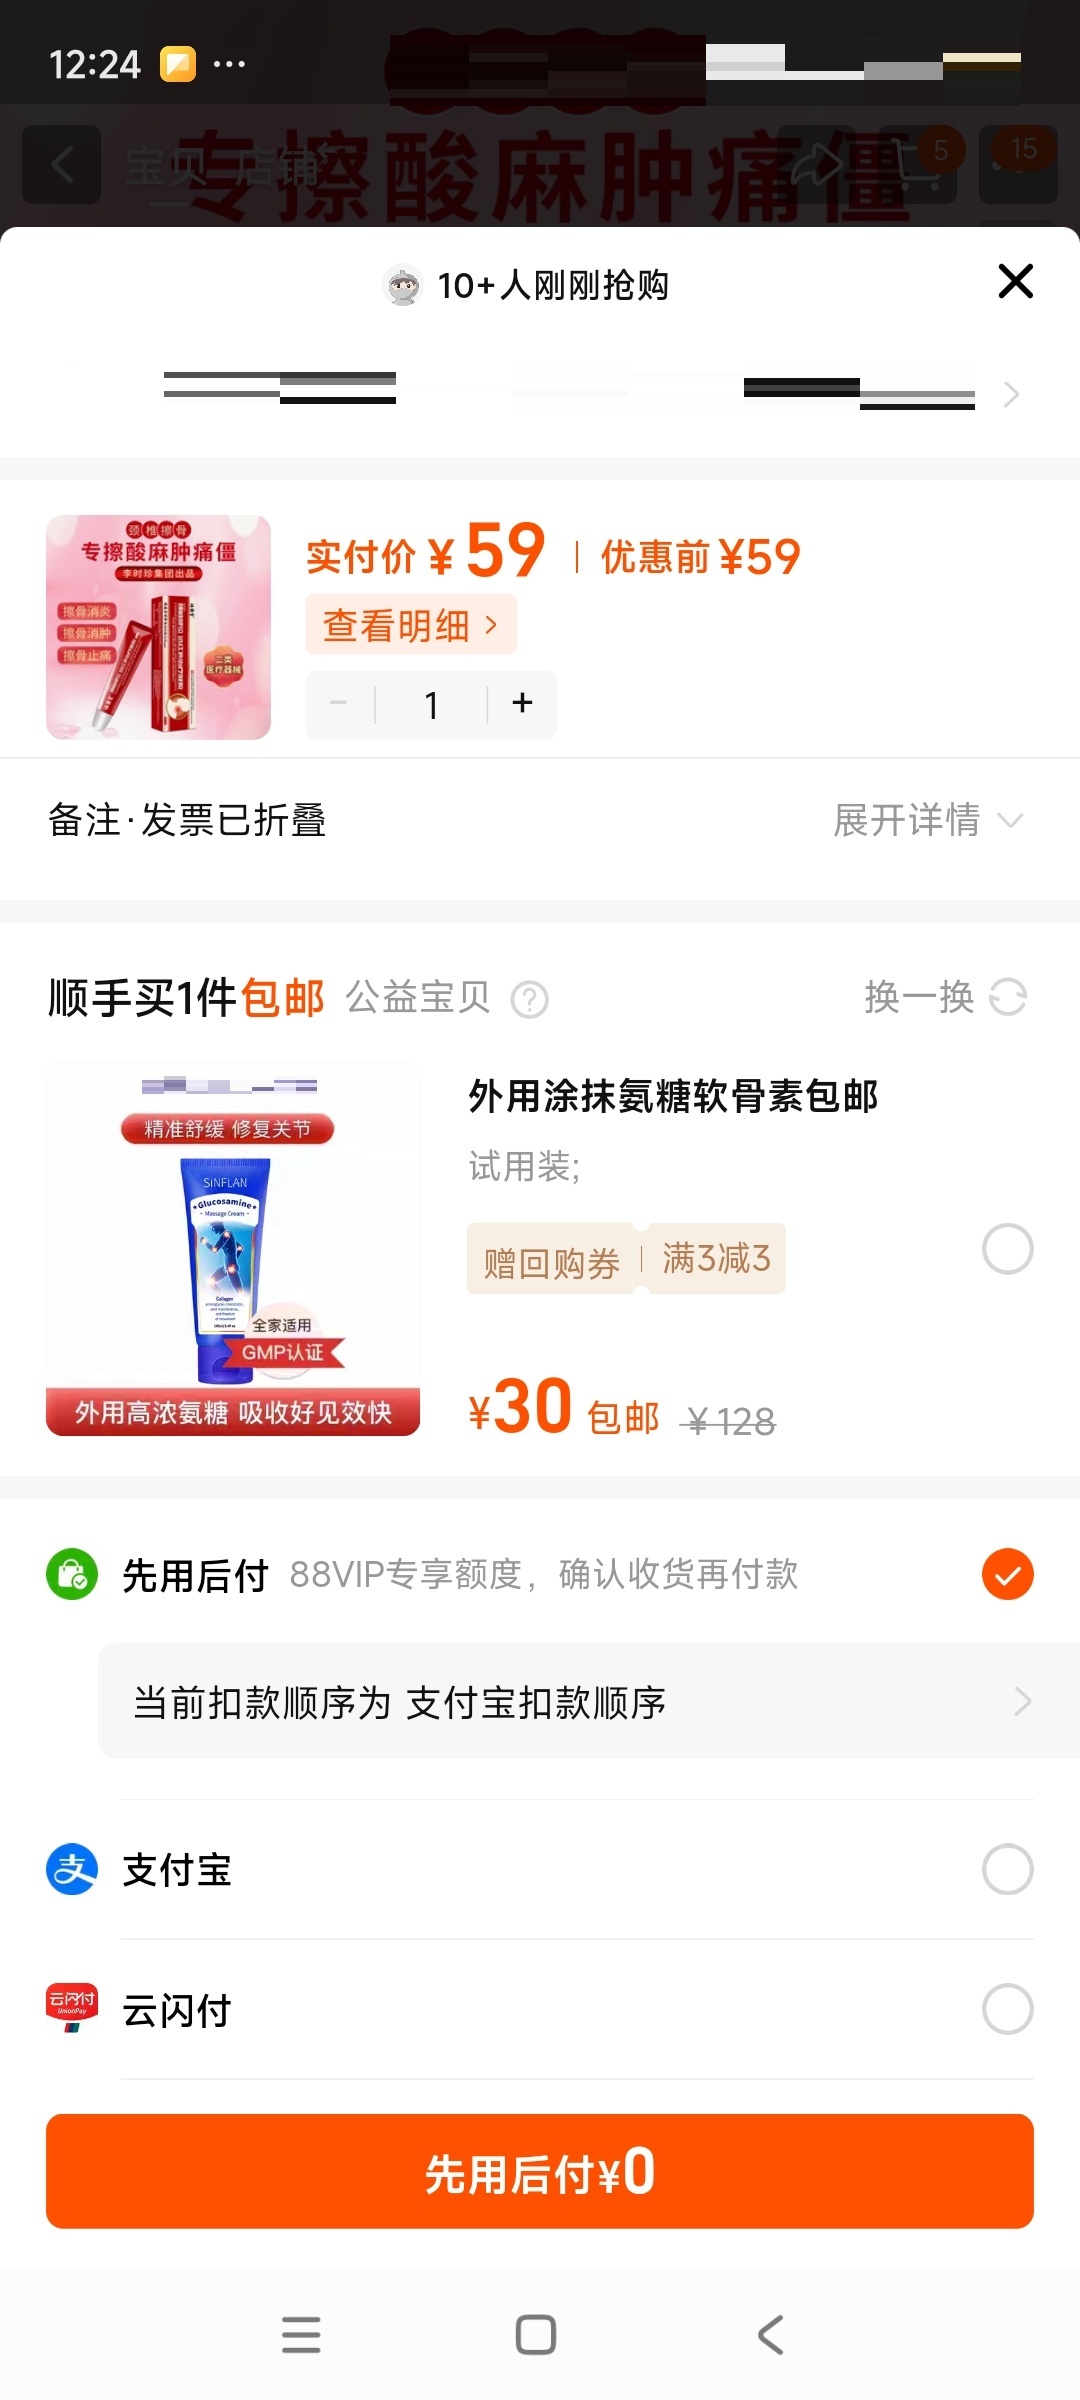 12:24
宝贝 店铺
专擦酸麻肿痛僵
5
15
10+人刚刚抢购
颈椎擦骨
专擦酸麻肿痛僵
李时珍集团出品
擦骨消炎
擦骨消肿
擦骨止痛
二类
医疗器械
实付价 ¥59 优惠前 ¥59
查看明细
1
备注·发票已折叠
展开详情
顺手买1件包邮 公益宝贝
换一换
精准舒缓 修复关节
SINFLAN
Glucosamine
Massage Cream
Collagen
全家适用
GMP认证
外用高浓氨糖 吸收好见效快
外用涂抹氨糖软骨素包邮
试用装;
赠回购券 满3减3
¥30 包邮 ¥128
先用后付 88VIP专享额度，确认收货再付款
当前扣款顺序为 支付宝扣款顺序
支
支付宝
云闪付
UnionPay
云闪付
先用后付¥0